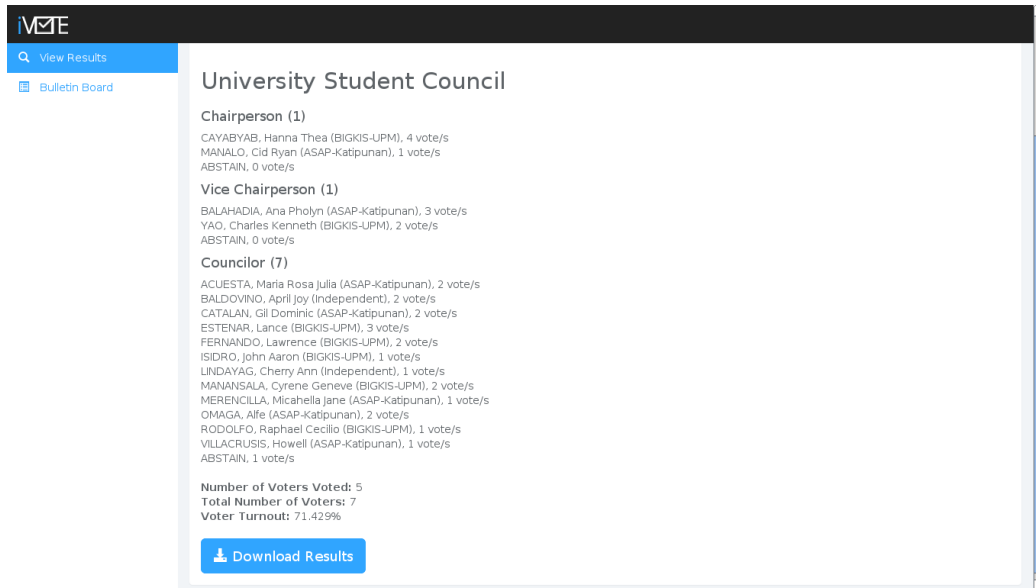 iVOTE
View Results
Bulletin Board
University Student Council
Chairperson (1)
CAYABYAB, Hanna Thea (BIGKIS-UPM), 4 vote/s
MANALO, Cid Ryan (ASAP-Katipunan), 1 vote/s
ABSTAIN, 0 vote/s
Vice Chairperson (1)
BALAHADIA, Ana Pholyn (ASAP-Katipunan), 3 vote/s
YAO, Charles Kenneth (BIGKIS-UPM), 2 vote/s
ABSTAIN, 0 vote/s
Councilor (7)
ACUESTA, Maria Rosa Julia (ASAP-Katipunan), 2 vote/s
BALDOVINO, April Joy (Independent), 2 vote/s
CATALAN, Gil Dominic (ASAP-Katipunan), 2 vote/s
ESTENAR, Lance (BIGKIS-UPM), 3 vote/s
FERNANDO, Lawrence (BIGKIS-UPM), 2 vote/s
ISIDRO, John Aaron (BIGKIS-UPM), 1 vote/s
LINDAYAG, Cherry Ann (Independent), 1 vote/s
MANANSALA, Cyrene Geneve (BIGKIS-UPM), 2 vote/s
MERENCILLA, Micahella Jane (ASAP-Katipunan), 1 vote/s
OMAGA, Alfe (ASAP-Katipunan), 2 vote/s
RODOLFO, Raphael Cecilio (BIGKIS-UPM), 1 vote/s
VILLACRUSIS, Howell (ASAP-Katipunan), 1 vote/s
ABSTAIN, 1 vote/s
Number of Voters Voted: 5
Total Number of Voters: 7
Voter Turnout: 71.429%
Download Results